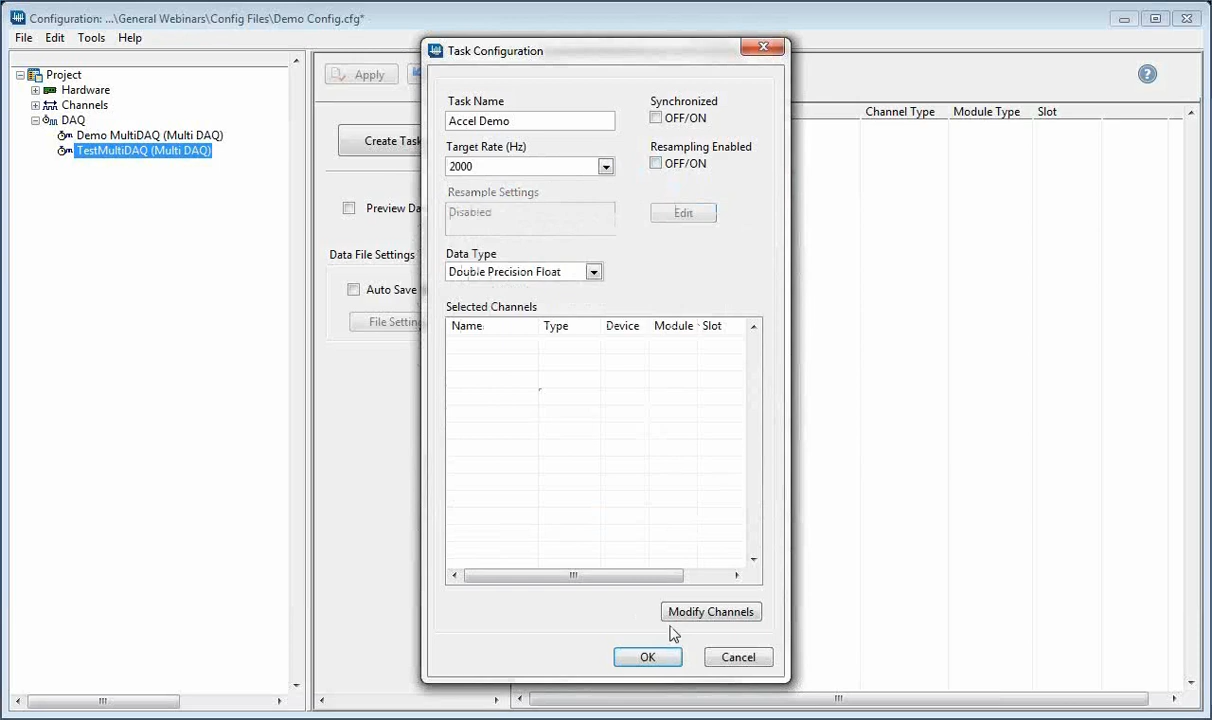 Configuration: ...\General Webinars\Config Files\Demo Config.cfg*
File Edit Tools Help
Project
Hardware
Channels
DAQ
Demo MultiDAQ (Multi DAQ)
TestMultiDAQ (Multi DAQ)
Apply
Create Task
Preview Da
Data File Settings
Auto Save
File Setting
Channel Type Module Type Slot
Task Configuration
Task Name
Accel Demo
Synchronized
OFF/ON
Target Rate (Hz)
2000
Resampling Enabled
OFF/ON
Resample Settings
Disabled
Edit
Data Type
Double Precision Float
Selected Channels
Name Type Device Module Slot
Modify Channels
OK Cancel